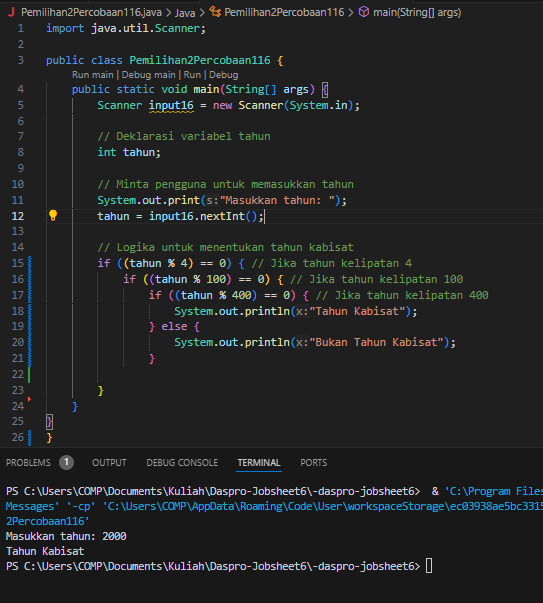 J Pemilihan2Percobaan116.java > Java > Pemilihan2Percobaan116 > main(String[] args)
1 import java.util.Scanner;
2
3 public class Pemilihan2Percobaan116 {
Run main | Debug main | Run | Debug
4 public static void main(String[] args) {
5 Scanner input16 = new Scanner(System.in);
6
7 // Deklarasi variabel tahun
8 int tahun;
9
10 // Minta pengguna untuk memasukkan tahun
11 System.out.print(s:"Masukkan tahun: ");
12 tahun = input16.nextInt();
13
14 // Logika untuk menentukan tahun kabisat
15 if ((tahun % 4) == 0) { // Jika tahun kelipatan 4
16 if ((tahun % 100) == 0) { // Jika tahun kelipatan 100
17 if ((tahun % 400) == 0) { // Jika tahun kelipatan 400
18 System.out.println(x:"Tahun Kabisat");
19 } else {
20 System.out.println(x:"Bukan Tahun Kabisat");
21 }
22
23 }
24 }
25 }
26 }
PROBLEMS 1 OUTPUT DEBUG CONSOLE TERMINAL PORTS
PS C:\Users\COMP\Documents\Kuliah\Daspro-Jobsheet6\-daspro-jobsheet6> & 'C:\Program Files
Messages' '-cp' 'C:\Users\COMP\AppData\Roaming\Code\User\workspaceStorage\ec03938ae5bc3315
2Percobaan116'
Masukkan tahun: 2000
Tahun Kabisat
PS C:\Users\COMP\Documents\Kuliah\Daspro-Jobsheet6\-daspro-jobsheet6>